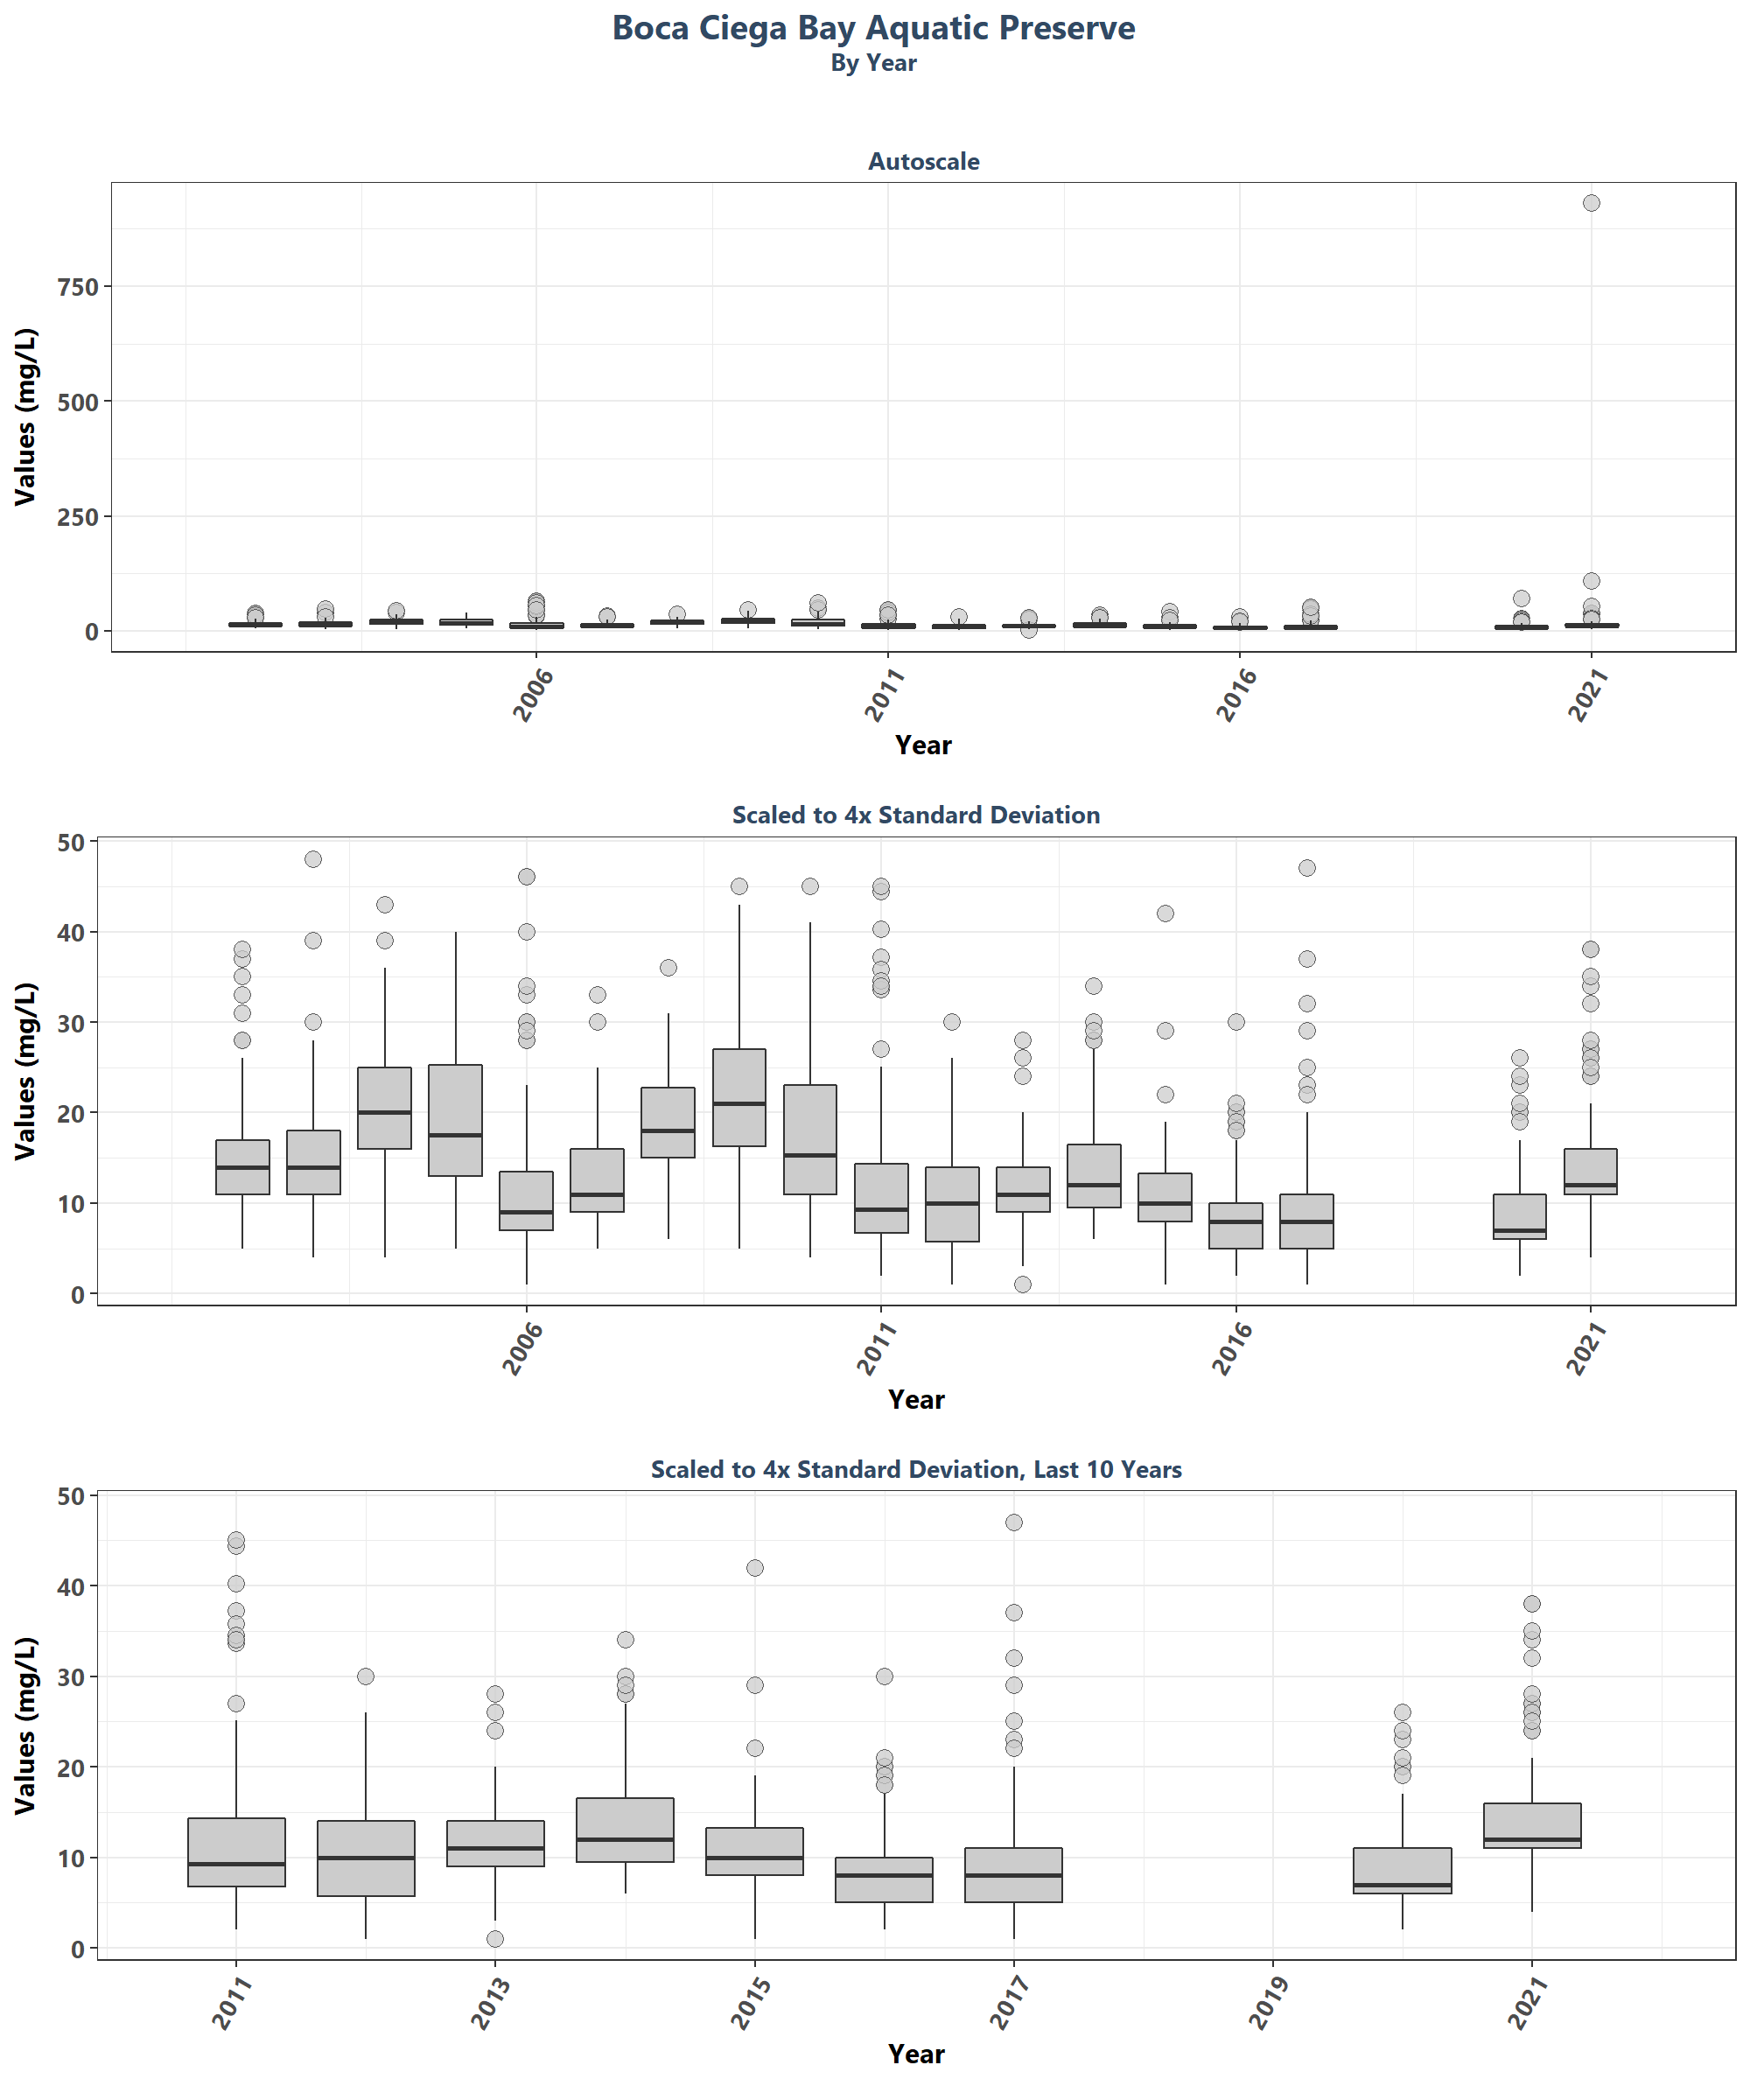 Boca Ciega Bay Aquatic Preserve
By Year
Autoscale
Values (mg/L)
750
500
250
0
2006
2011
2016
2021
Year
Scaled to 4x Standard Deviation
Values (mg/L)
50
40
30
20
10
0
2006
2011
2016
2021
Year
Scaled to 4x Standard Deviation, Last 10 Years
Values (mg/L)
50
40
30
20
10
0
2011
2013
2015
2017
2019
2021
Year